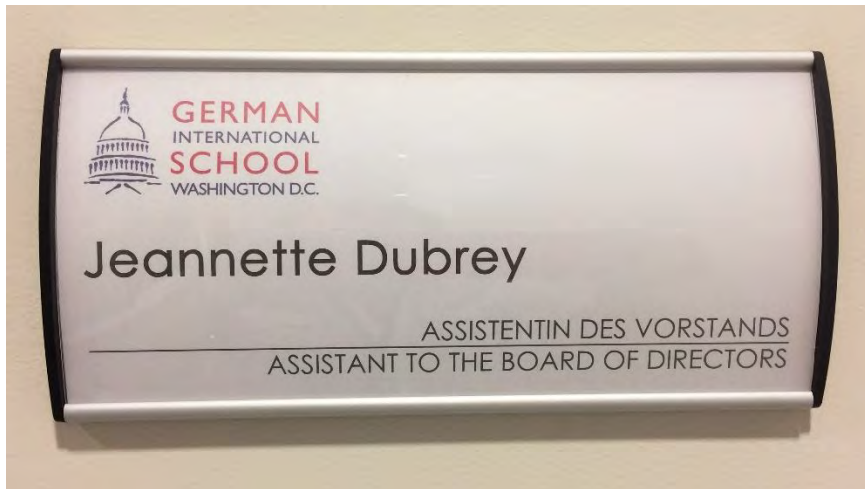 GERMAN
INTERNATIONAL
SCHOOL
WASHINGTON D.C.
Jeannette Dubrey
ASSISTENTIN DES VORSTANDS
ASSISTANT TO THE BOARD OF DIRECTORS